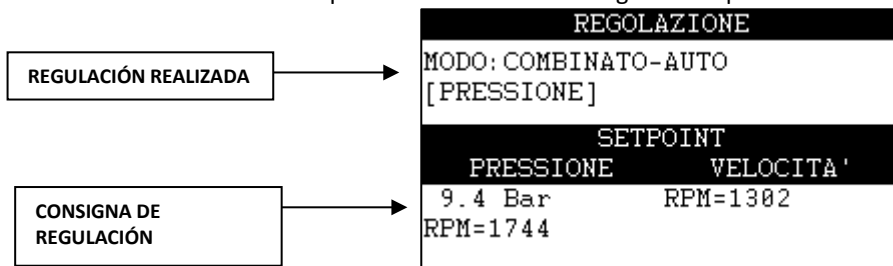 REGOLAZIONE
REGULACIÓN REALIZADA
MODO:COMBINATO-AUTO
[PRESSIONE]
SETPOINT
PRESSIONE VELOCITA'
CONSIGNA DE
REGULACIÓN
9.4 Bar RPM=1302
RPM=1744